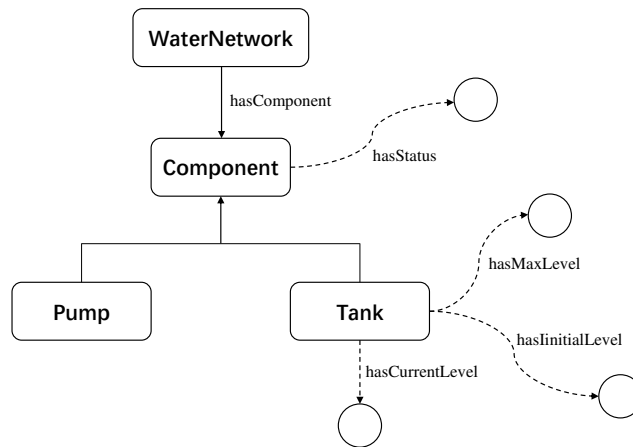 WaterNetwork
hasComponent
Component
hasStatus
hasMaxLevel
Pump
Tank
hasIinitialLevel
hasCurrentLevel